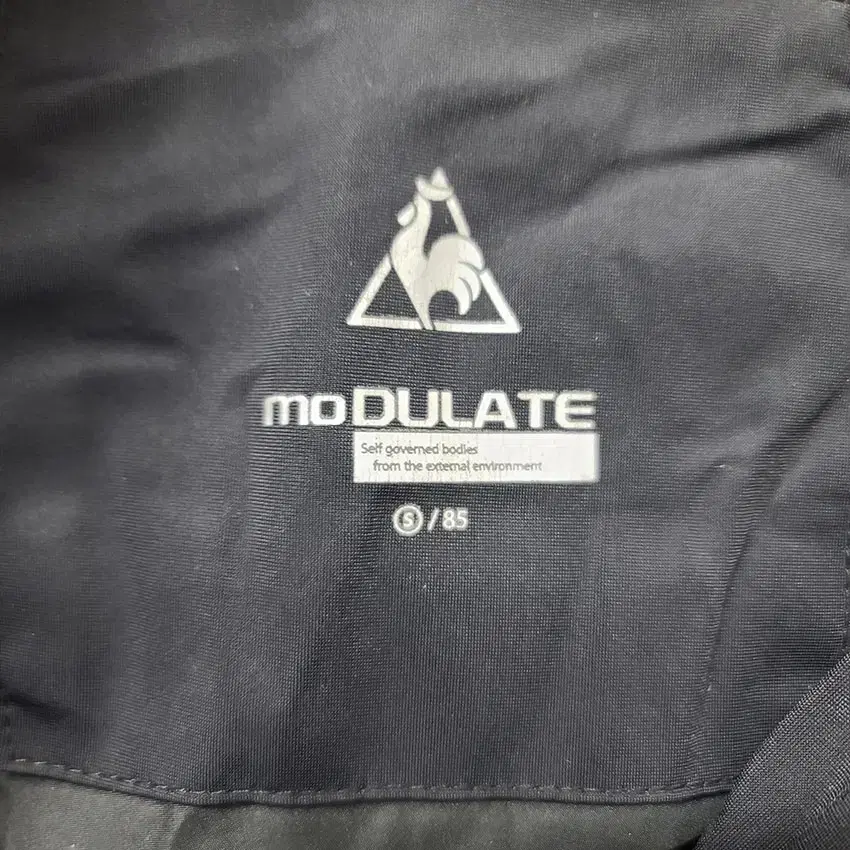 moDULATE
Self governed bodies
from the external environment
S / 85